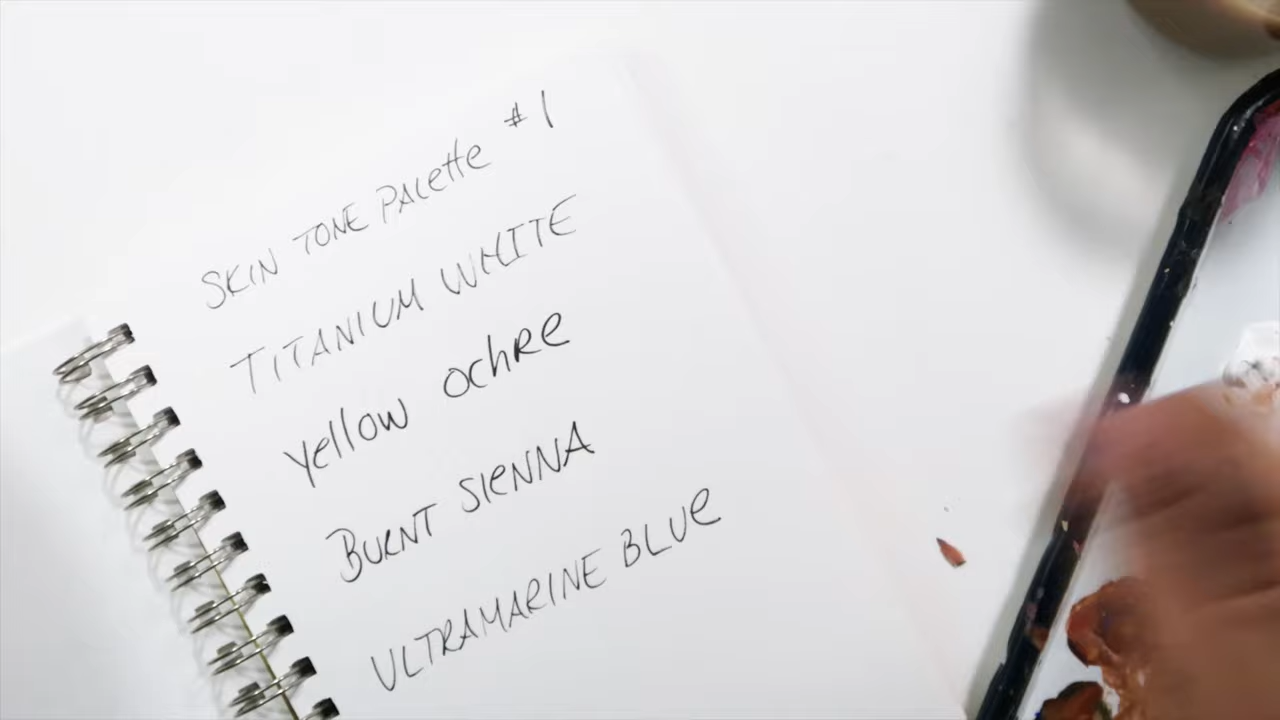 SKIN TONE PALette #1
TITANIUM WHITE
Yellow OchRe
BURNT SIeNNA
ULTRAMARINE BLUe